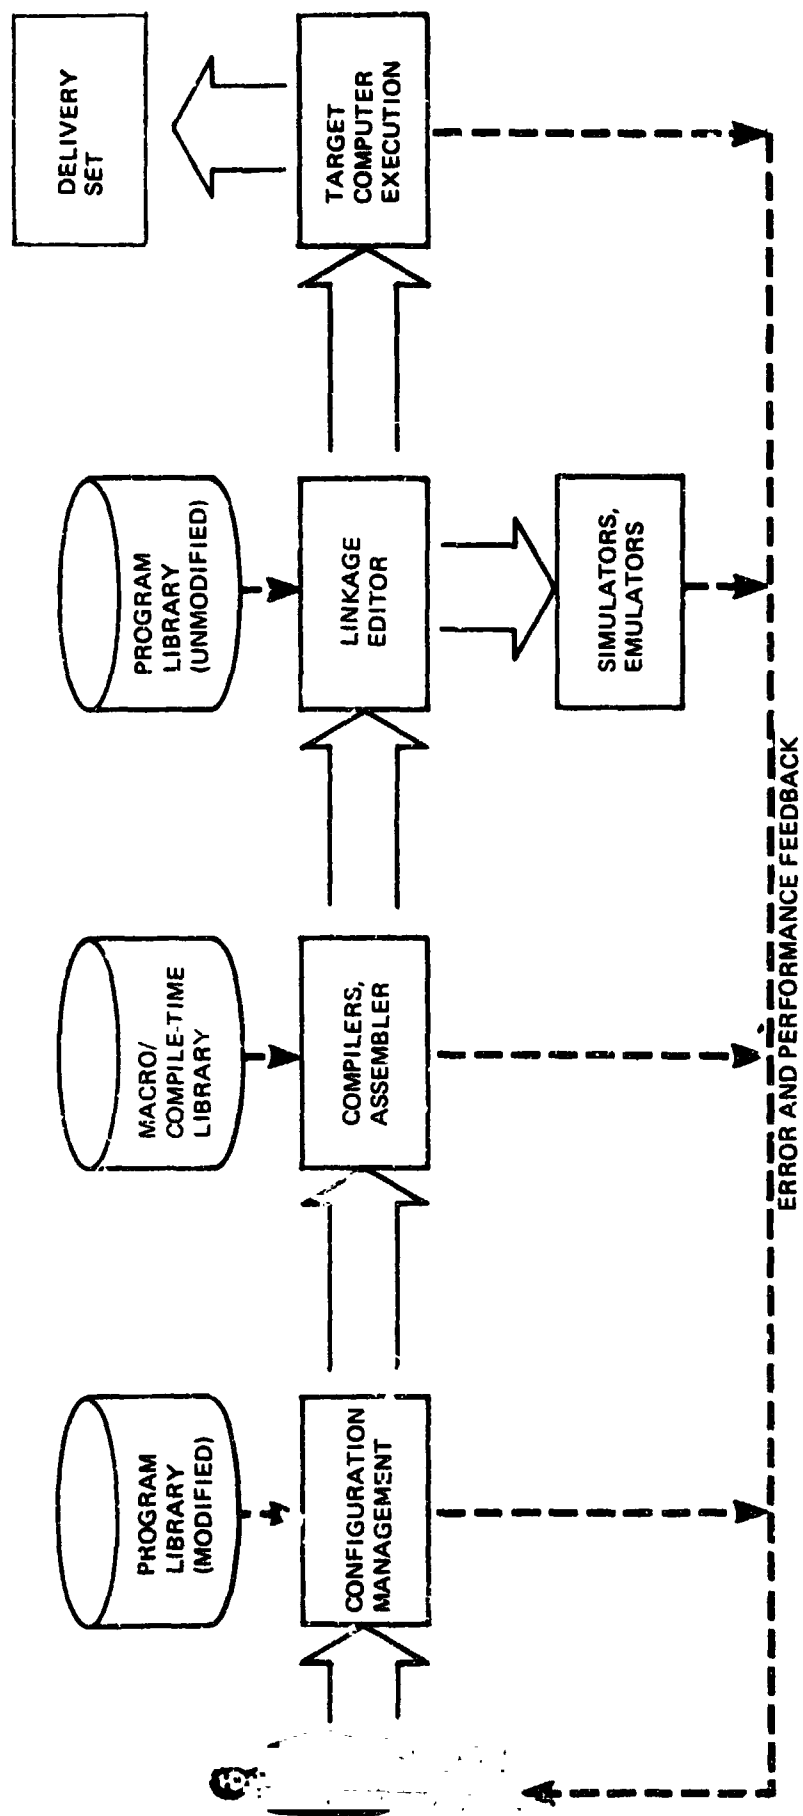 PROGRAM
LIBRARY
(MODIFIED)
MACRO/
COMPILE-TIME
LIBRARY
PROGRAM
LIBRARY
(UNMODIFIED)
DELIVERY
SET
CONFIGURATION
MANAGEMENT
COMPILERS,
ASSEMBLER
LINKAGE
EDITOR
TARGET
COMPUTER
EXECUTION
SIMULATORS,
EMULATORS
ERROR AND PERFORMANCE FEEDBACK